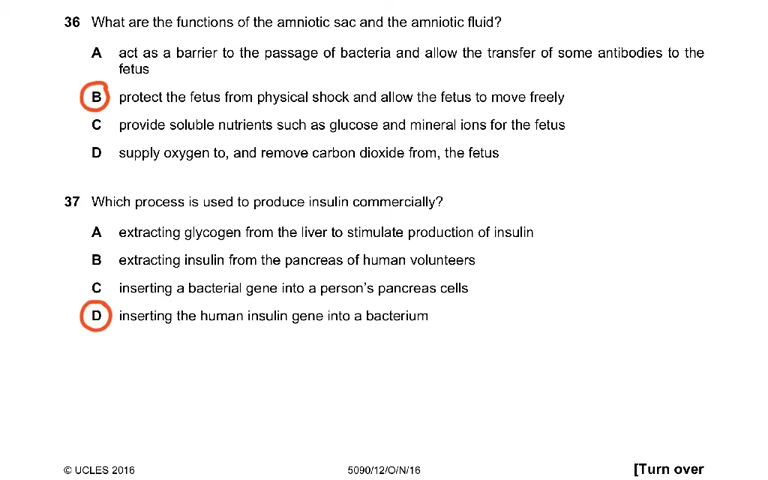 36 What are the functions of the amniotic sac and the amniotic fluid?
A act as a barrier to the passage of bacteria and allow the transfer of some antibodies to the
fetus
B protect the fetus from physical shock and allow the fetus to move freely
C provide soluble nutrients such as glucose and mineral ions for the fetus
D supply oxygen to, and remove carbon dioxide from, the fetus
37 Which process is used to produce insulin commercially?
A extracting glycogen from the liver to stimulate production of insulin
B extracting insulin from the pancreas of human volunteers
C inserting a bacterial gene into a person's pancreas cells
D inserting the human insulin gene into a bacterium
© UCLES 2016 5090/12/O/N/16 [Turn over